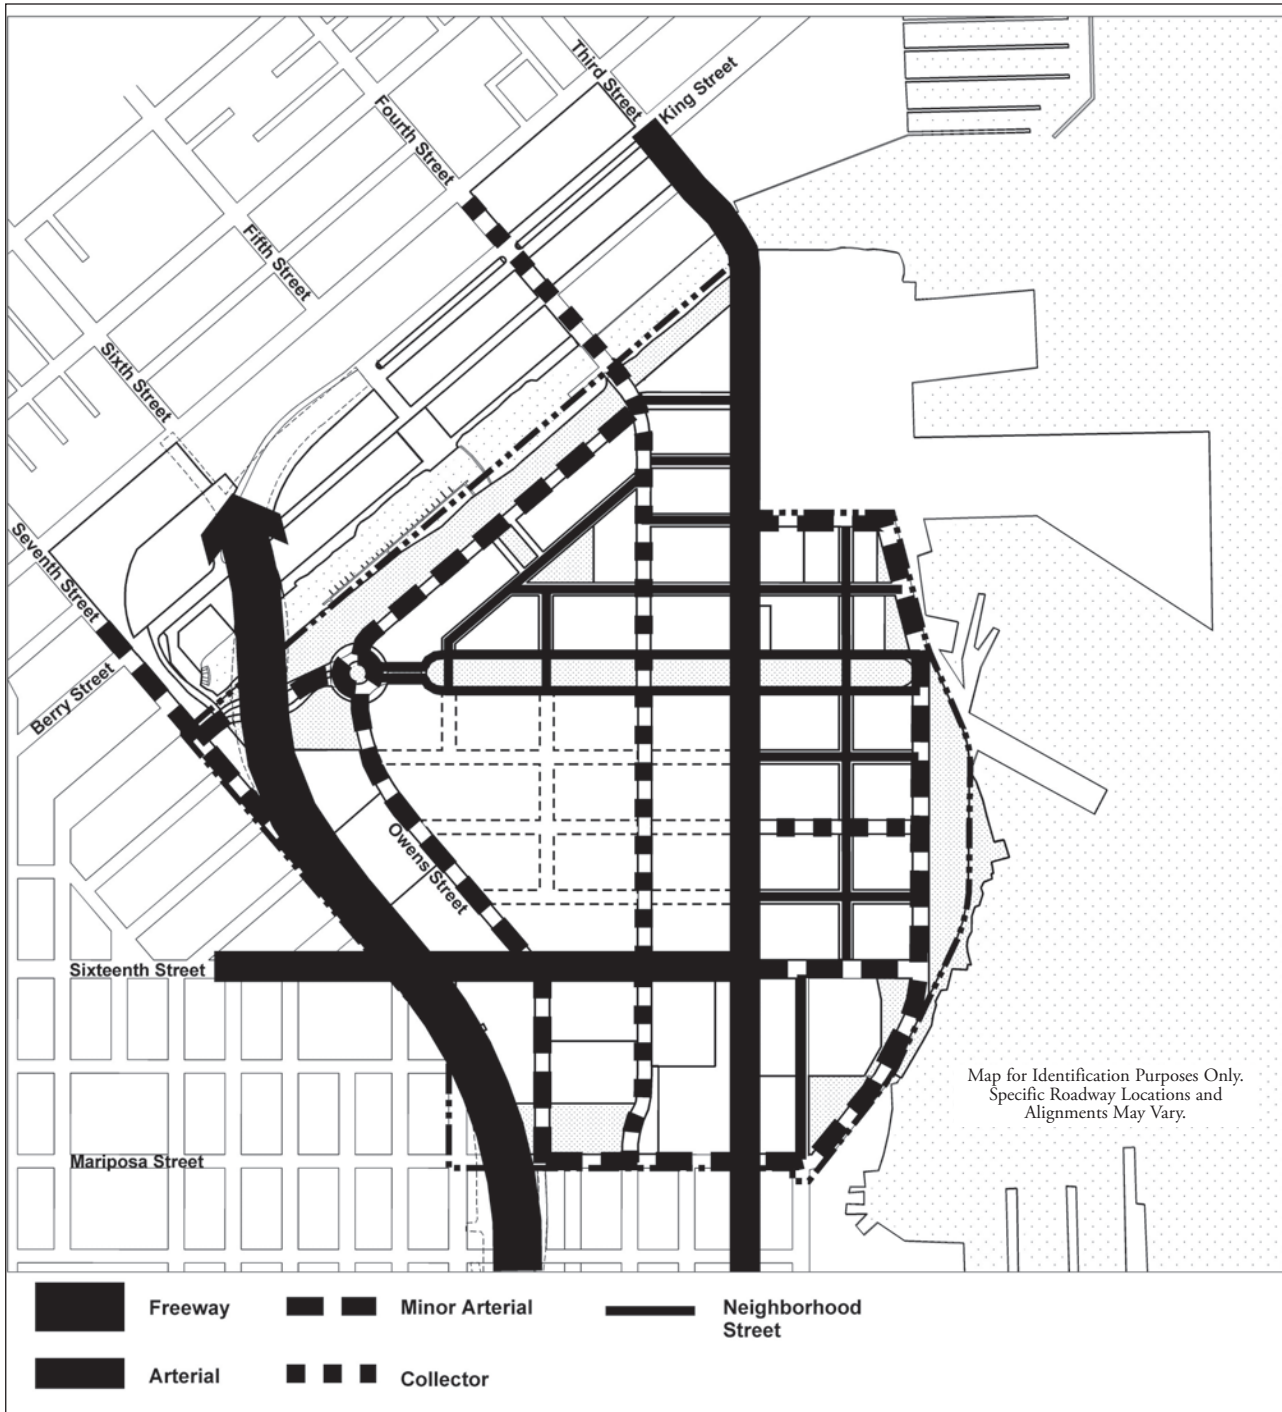 Third Street
King Street
Fourth Street
Fifth Street
Sixth Street
Seventh Street
Berry Street
Owens Street
Sixteenth Street
Map for Identification Purposes Only.
Specific Roadway Locations and
Alignments May Vary.
Mariposa Street
Freeway
Minor Arterial
Neighborhood
Street
Arterial
Collector